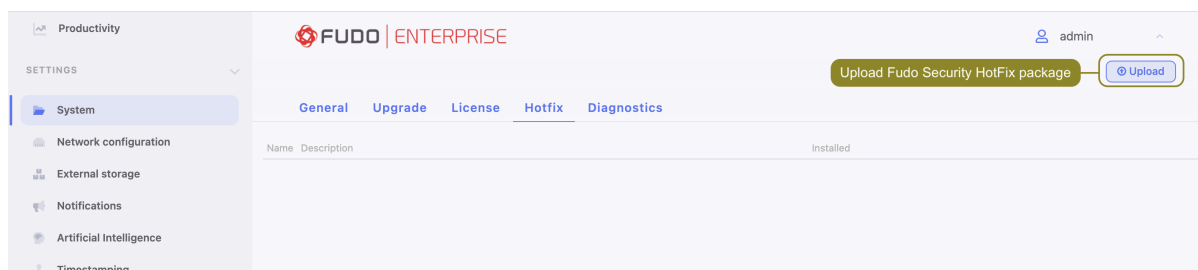 Productivity
FUDO ENTERPRISE
admin
SETTINGS
Upload Fudo Security HotFix package
Upload
System
General Upgrade License Hotfix Diagnostics
Network configuration
Name Description Installed
External storage
Notifications
Artificial Intelligence
Timestamping